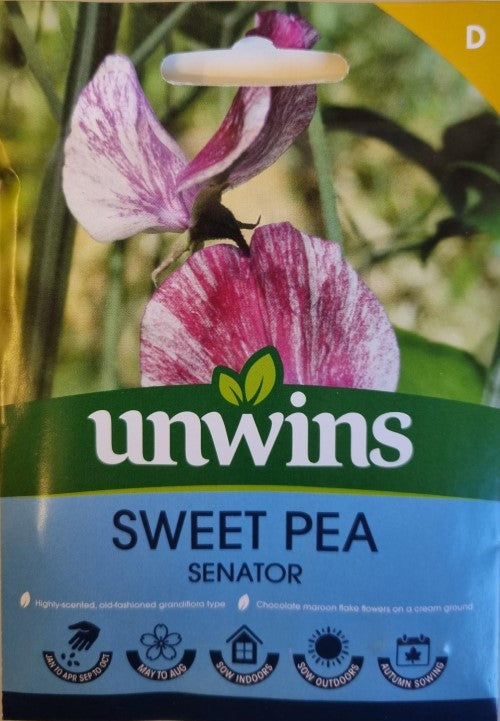 D
unwins
SWEET PEA
SENATOR
Highly-scented, old-fashioned grandiflora type
Chocolate maroon flake flowers on a cream ground
JAN TO APR SEP TO OCT
MAY TO AUG
SOW INDOORS
SOW OUTDOORS
AUTUMN SOWING